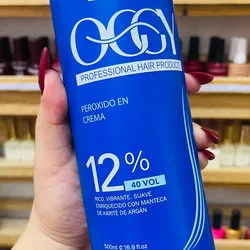 OGGY
PROFESSIONAL HAIR PRODUCT
PEROXIDO EN
CREMA
12%
40 VOL
RICO. VIBRANTE. SUAVE
ENRIQUECIDO CON MANTECA
DE KARITÉ DE ARGÁN
500ml e 16.9 fl.oz